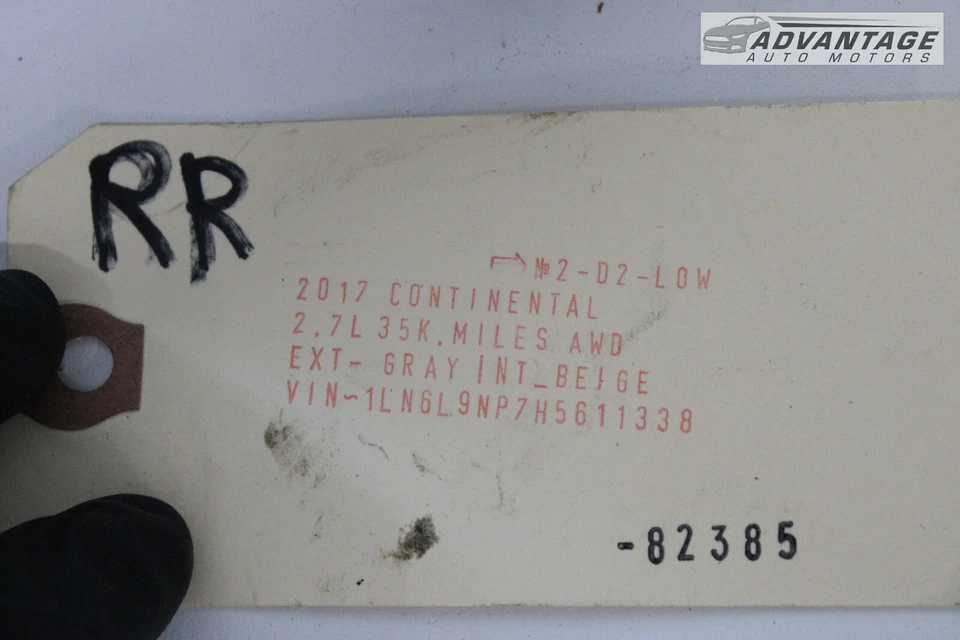 ADVANTAGE
AUTO MOTORS
RR
№2-D2-LOW
2017 CONTINENTAL
2.7L 35K.MILES AWD
EXT- GRAY INT_BEIGE
VIN~1LN6L9NP7H5611338
-82385